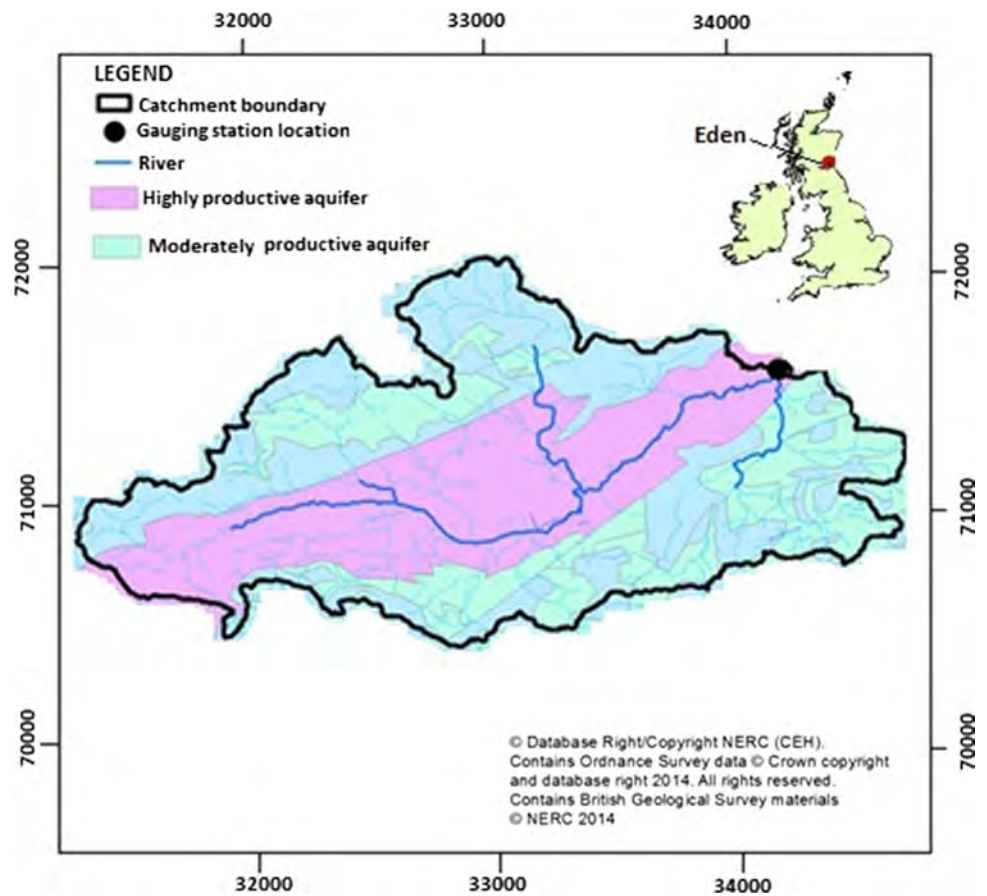 32000
33000
34000
LEGEND
Catchment boundary
Gauging station location
River
Highly productive aquifer
Moderately productive aquifer
Eden
72000
72000
71000
71000
70000
70000
© Database Right/Copyright NERC (CEH).
Contains Ordnance Survey data © Crown copyright
and database right 2014. All rights reserved.
Contains British Geological Survey materials
© NERC 2014
32000
33000
34000